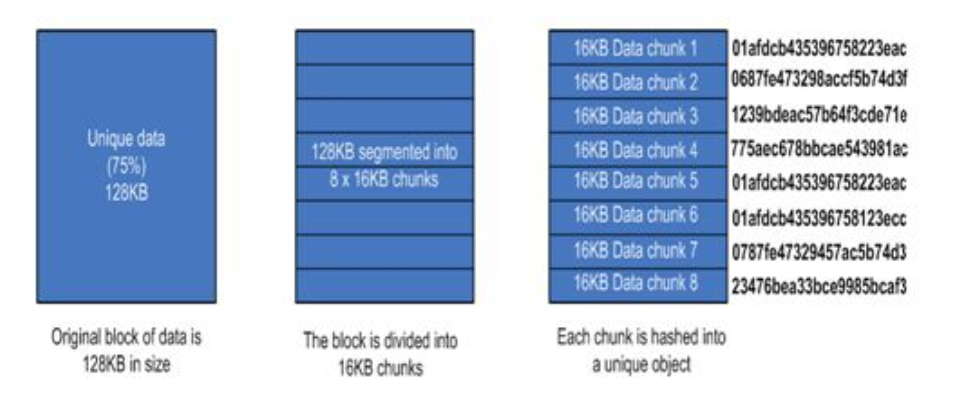 Unique data
(75%)
128KB
Original block of data is
128KB in size
128KB segmented into
8 x 16KB chunks
The block is divided into
16KB chunks
16KB Data chunk 1 01afdcb435396758223eac
16KB Data chunk 2 0687fe473298accf5b74d3f
16KB Data chunk 3 1239bdeac57b64f3cde71e
16KB Data chunk 4 775aec678bbcae543981ac
16KB Data chunk 5 01afdcb435396758223eac
16KB Data chunk 6 01afdcb435396758123ecc
16KB Data chunk 7 0787fe47329457ac5b74d3
16KB Data chunk 8 23476bea33bce9985bcaf3
Each chunk is hashed into
a unique object